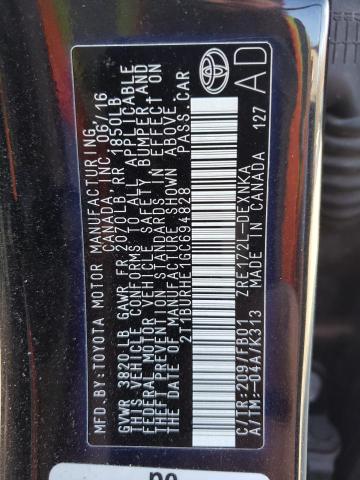 MFD.BY:TOYOTA MOTOR MANUFACTURING
CANADA, INC. 06/16
GVWR 3820LB GAWR FR 2020LB RR 1850LB
THIS VEHICLE CONFORMS TO ALL APPLICABLE
FEDERAL MOTOR VEHICLE SAFETY, BUMPER, AND
THEFT PREVENTION STANDARDS IN EFFECT ON
THE DATE OF MANUFACTURE SHOWN ABOVE.
2T1BURHE1GC694828 PASS.CAR
C/TR:209/FB01 ZRE172L-DEXNKA
A/TM:-04A/K313 MADE IN CANADA 127
AD